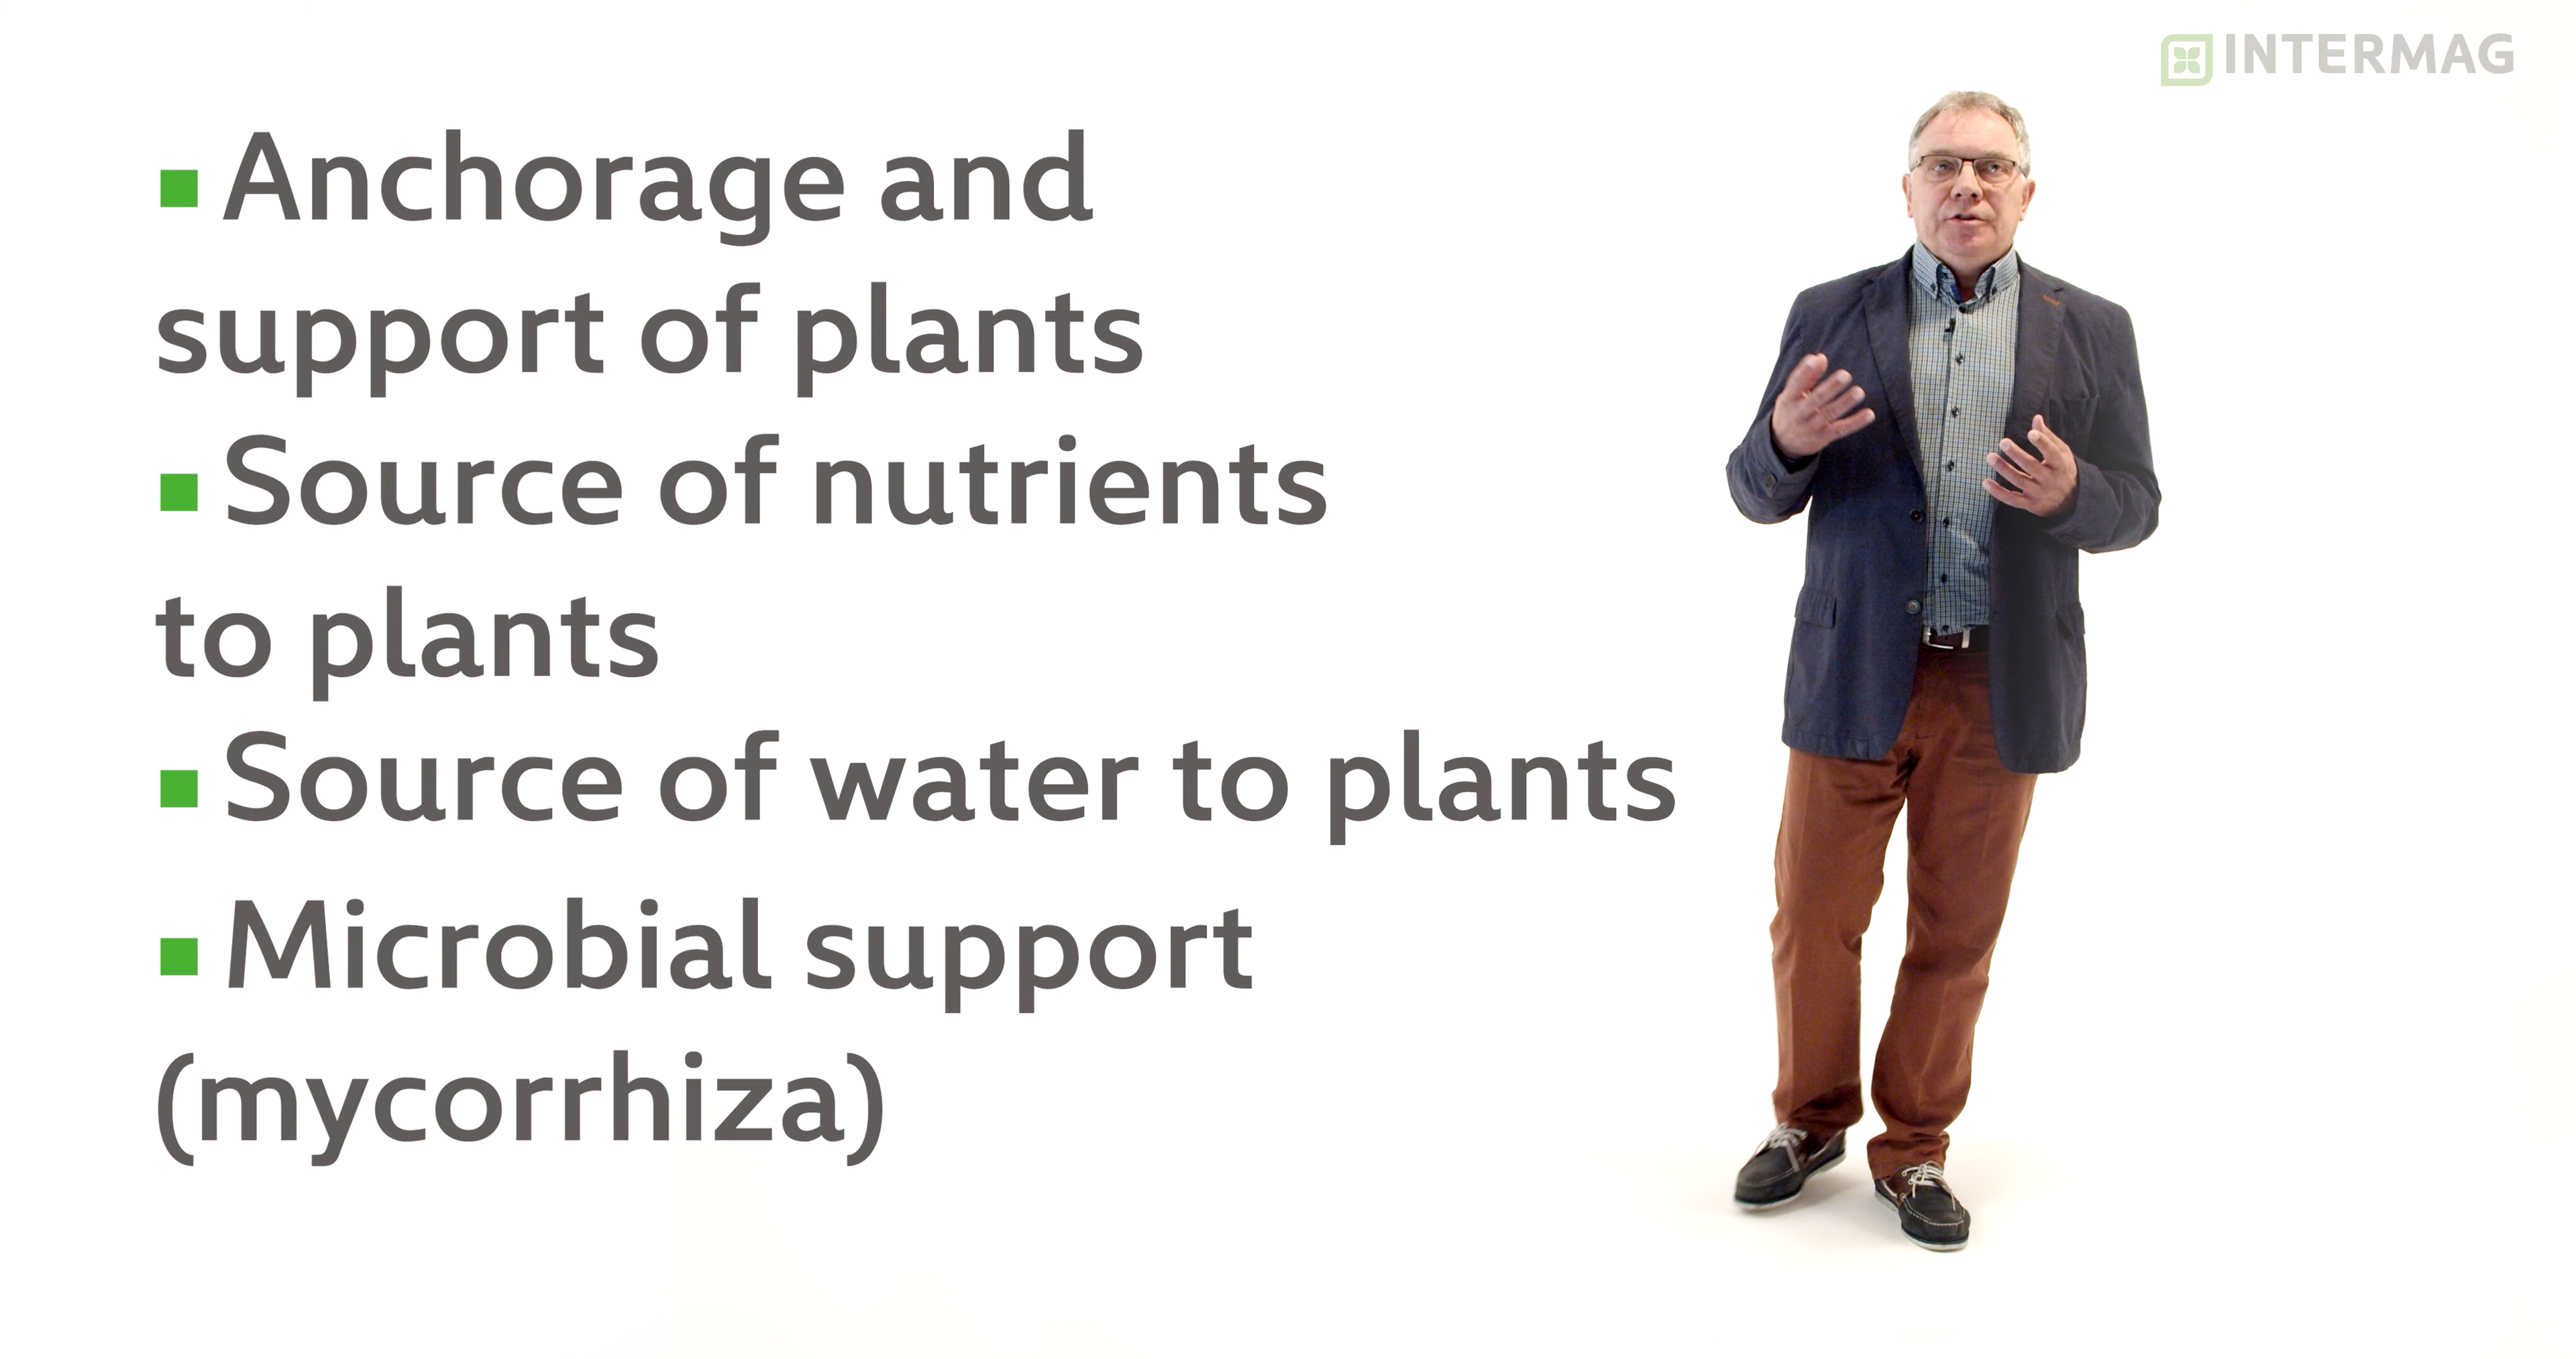 INTERMAG
▪ Anchorage and
support of plants
▪ Source of nutrients
to plants
▪ Source of water to plants
▪ Microbial support
(mycorrhiza)